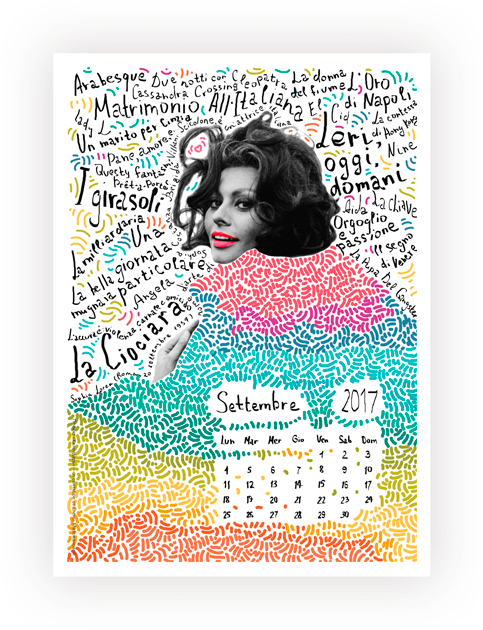 Arabesque Due notti con Cleopatra La donna del fiume L'Oro di Napoli
Cassandra Crossing
Matrimonio All'Italiana El Cid
Lady L
La contessa di Hong Kong
Un marito per Cinzia
Ieri, oggi, domani
Nine
Pane, amore e
Questi fantasmi
Prêt-à-Porter
I girasoli
Aida La chiave
Orgoglio e passione
La miliardaria
Una giornata particolare
Il segno di Venere
La bella mugnaia
Angela
La Ciociara
Settembre 2017
Lun Mar Mer Gio Ven Sab Dom
1 2 3
4 5 6 7 8 9 10
11 12 13 14 15 16 17
18 19 20 21 22 23 24
25 26 27 28 29 30